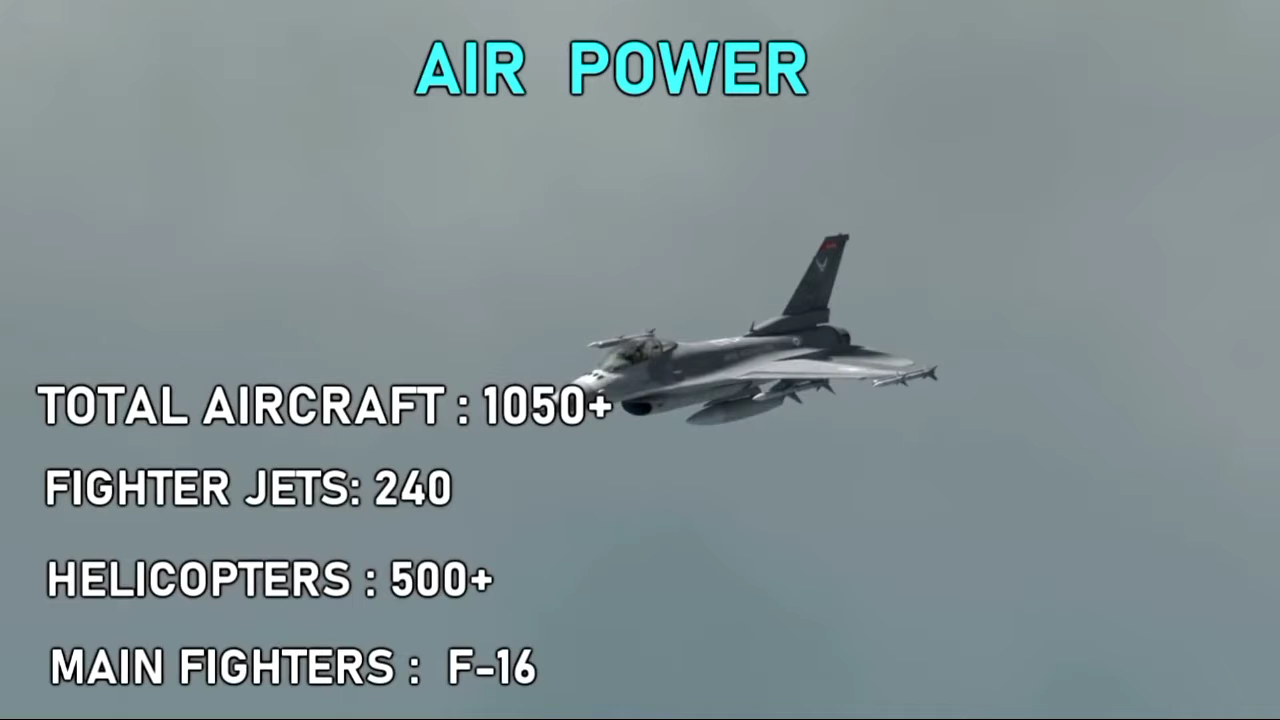 AIR POWER
TOTAL AIRCRAFT : 1050+
FIGHTER JETS: 240
HELICOPTERS : 500+
MAIN FIGHTERS : F-16